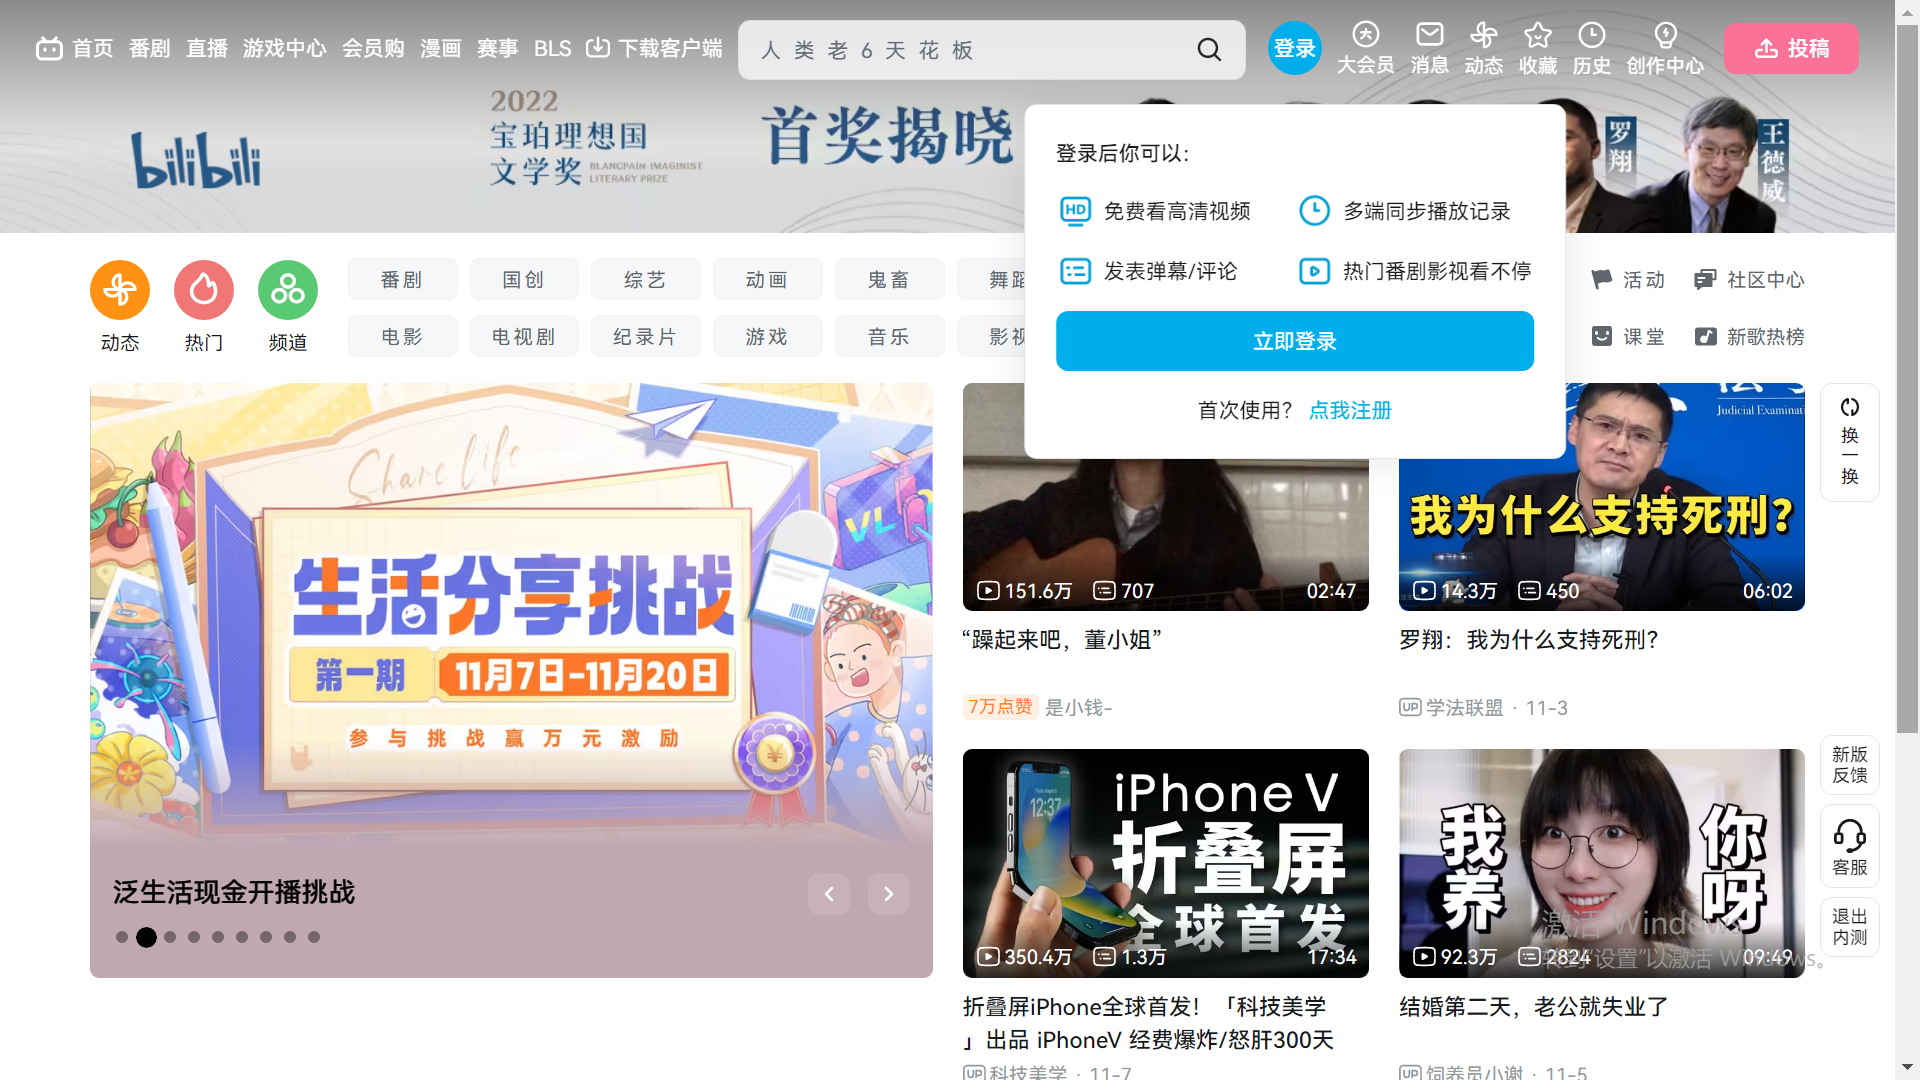 首页 番剧 直播 游戏中心 会员购 漫画 赛事 BLS 下载客户端
人类老6天花板
登录
大会员 消息 动态 收藏 历史 创作中心
投稿
bilibili
2022
宝珀理想国
文学奖 BLANCPAIN-IMAGINIST
LITERARY PRIZE
首奖揭晓
罗翔
王德威
登录后你可以：
HD 免费看高清视频 多端同步播放记录
发表弹幕/评论 热门番剧影视看不停
立即登录
首次使用？ 点我注册
动态 热门 频道
番剧 国创 综艺 动画 鬼畜
电影 电视剧 纪录片 游戏 音乐 影视
活动 社区中心
课堂 新歌热榜
Share life
VL
生活分享挑战
第一期 11月7日-11月20日
参与挑战赢万元激励
泛生活现金开播挑战
151.6万 707 02:47
“躁起来吧，董小姐”
7万点赞 是小钱-
Judicial Examinati
我为什么支持死刑？
14.3万 450 06:02
罗翔：我为什么支持死刑？
UP 学法联盟 · 11-3
换一换
12:37
iPhone V
折叠屏
全球首发
350.4万 1.3万 17:34
折叠屏iPhone全球首发！「科技美学
」出品 iPhoneV 经费爆炸/怒肝300天
UP 科技美学 · 11-7
我养
你呀
92.3万 2824 09:49
结婚第二天，老公就失业了
UP 饲养员小谢 · 11-5
新版
反馈
客服
退出
内测
激活 Windows
转到“设置”以激活 Windows。